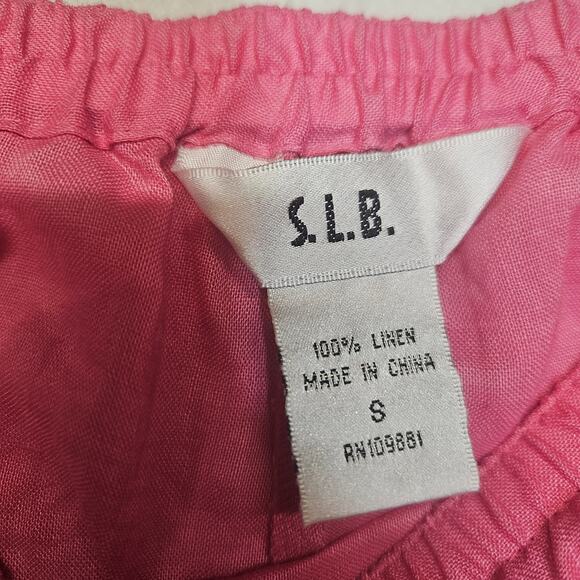 S.L.B.
100% LINEN
MADE IN CHINA
S
RN109881